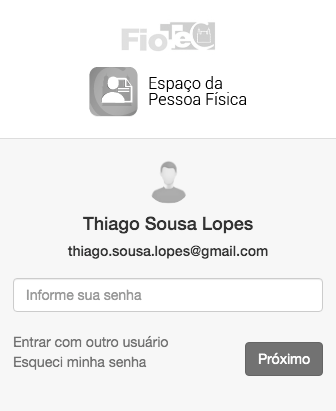 FioTeC
Espaço da
Pessoa Física
Thiago Sousa Lopes
thiago.sousa.lopes@gmail.com
Informe sua senha
Entrar com outro usuário
Esqueci minha senha
Próximo